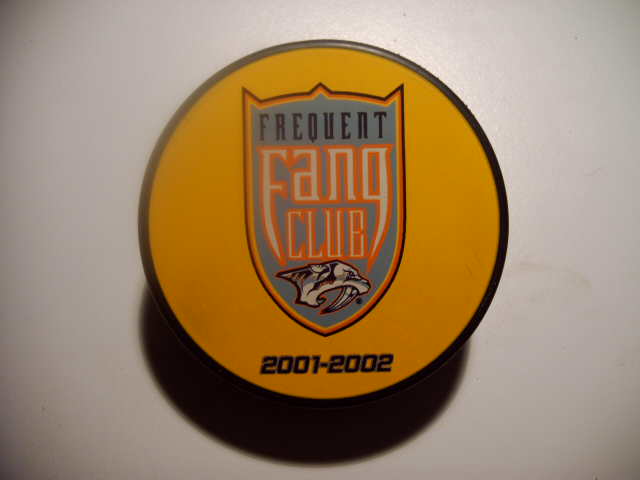 FREQUENT
Fang
CLUB
2001-2002